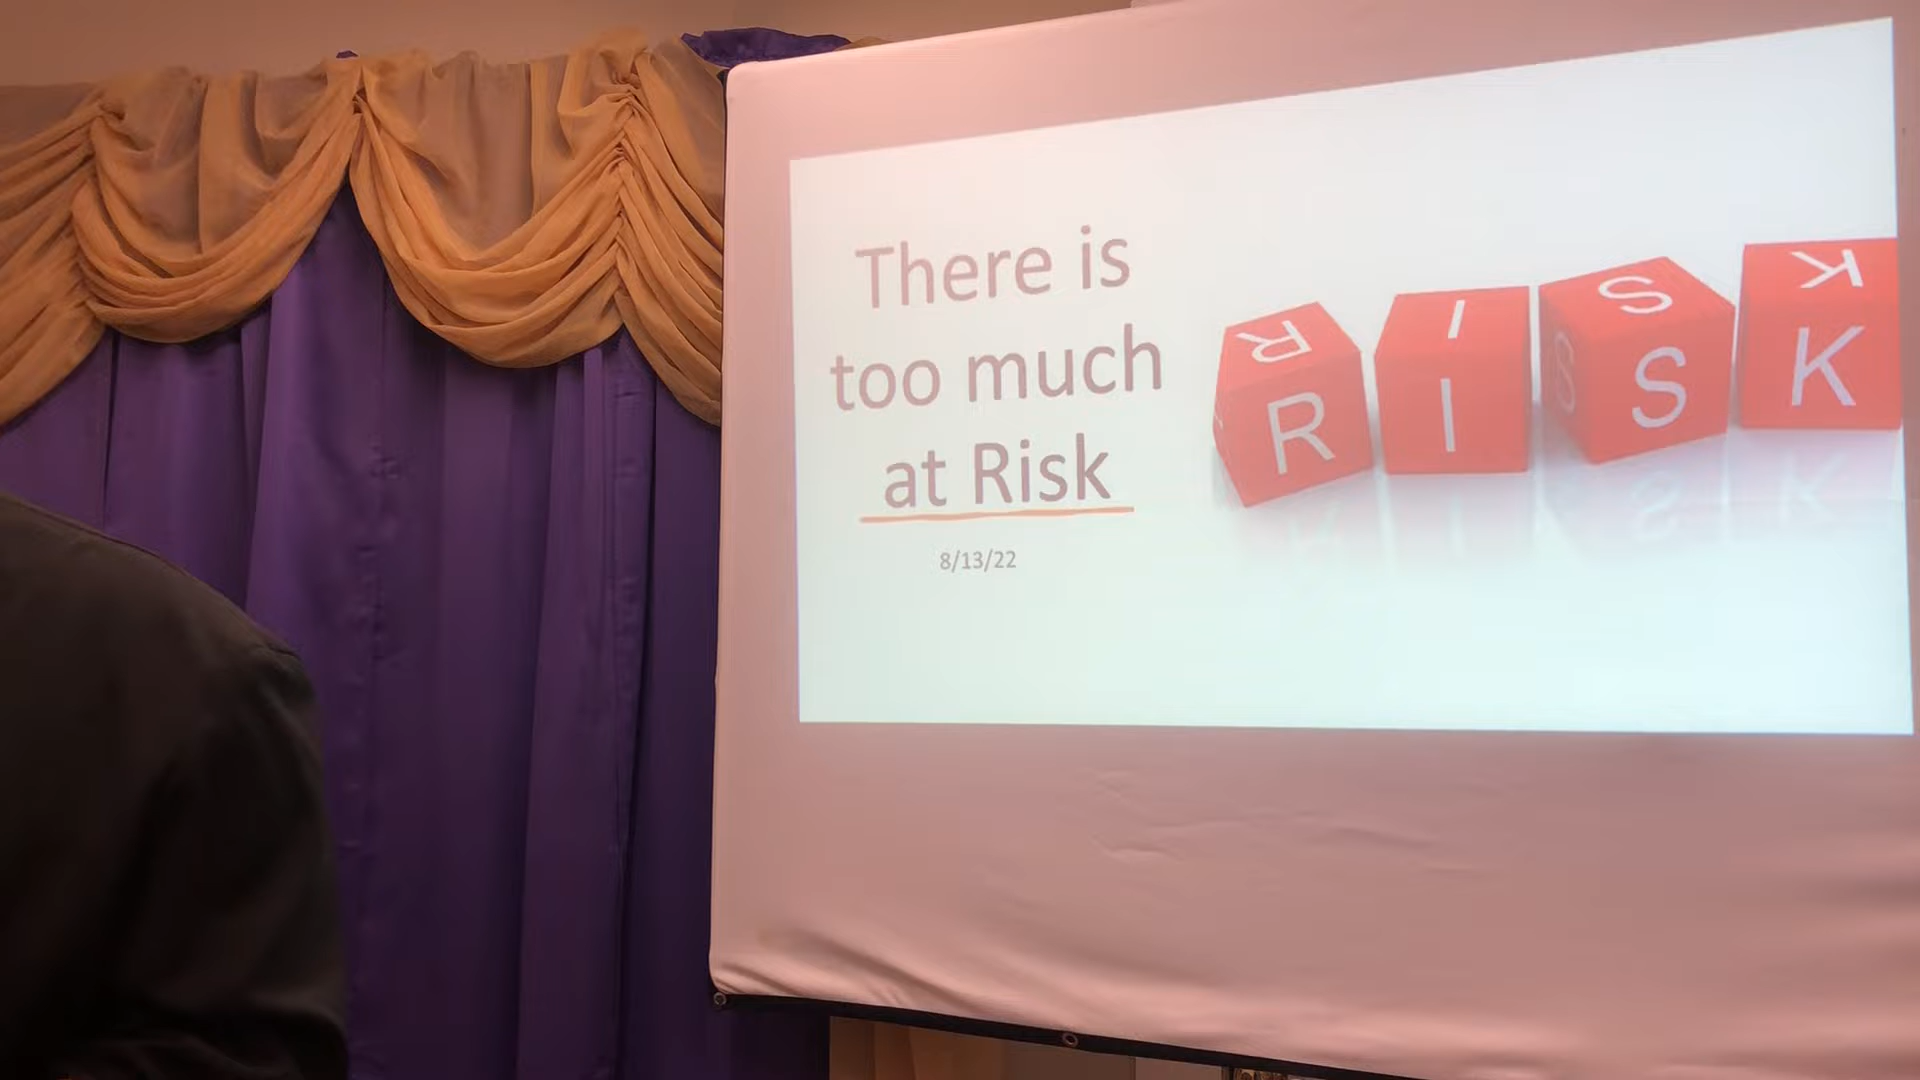 There is
too much
at Risk
8/13/22
R I S K
R I S S K